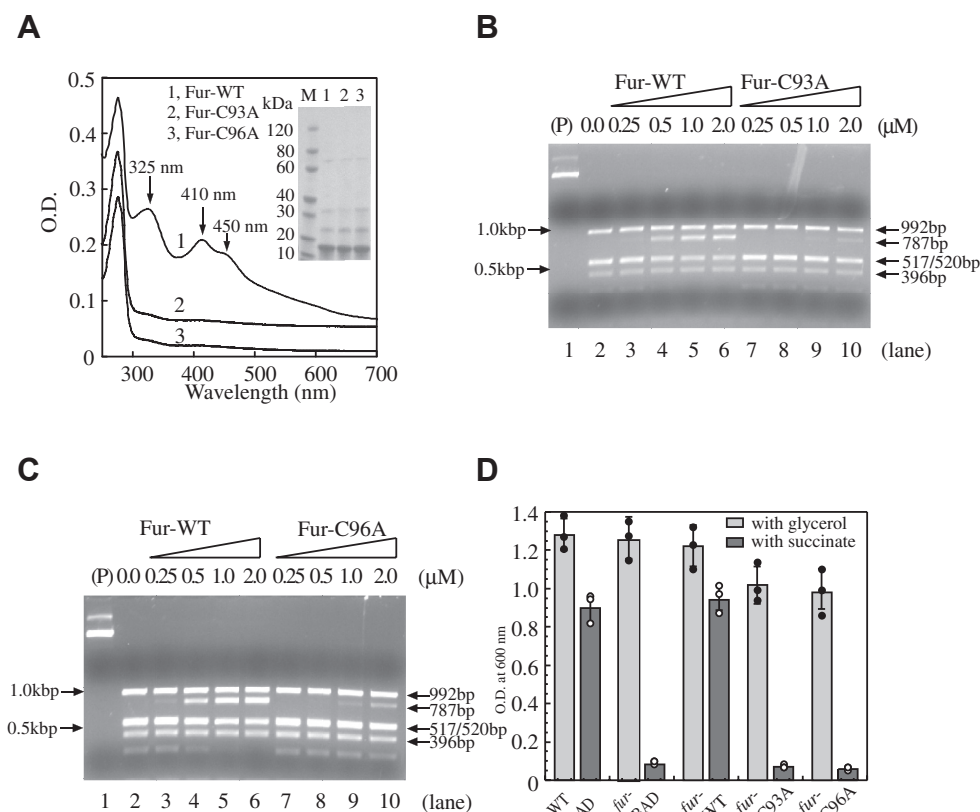 A
0.5
0.4
0.3
0.2
0.1
0
O.D.
300
400
500
600
700
Wavelength (nm)
1, Fur-WT
2, Fur-C93A
3, Fur-C96A
325 nm
410 nm
450 nm
1
2
3
kDa
M 1 2 3
120
80
60
40
30
20
10
B
Fur-WT Fur-C93A
(P) 0.0 0.25 0.5 1.0 2.0 0.25 0.5 1.0 2.0 (μM)
1.0kbp
0.5kbp
992bp
787bp
517/520bp
396bp
1 2 3 4 5 6 7 8 9 10 (lane)
C
Fur-WT Fur-C96A
(P) 0.0 0.25 0.5 1.0 2.0 0.25 0.5 1.0 2.0 (μM)
1.0kbp
0.5kbp
992bp
787bp
517/520bp
396bp
1 2 3 4 5 6 7 8 9 10 (lane)
D
1.4
1.2
1.0
0.8
0.6
0.4
0.2
0
O.D. at 600 nm
with glycerol
with succinate
WT
fur-
fur-
WT
fur-
C93A
fur-
C96A